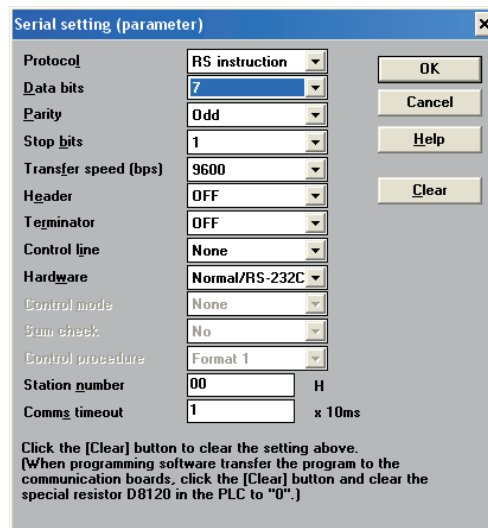 Serial setting (parameter)
Protocol RS instruction OK
Data bits 7
Cancel
Parity Odd
Stop bits 1 Help
Transfer speed (bps) 9600
Header OFF Clear
Terminator OFF
Control line None
Hardware Normal/RS-232C
Control mode None
Sum check No
Control procedure Format 1
Station number 00 H
Comms timeout 1 x 10ms
Click the [Clear] button to clear the setting above.
(When programming software transfer the program to the
communication boards, click the [Clear] button and clear the
special resistor D8120 in the PLC to "0".)